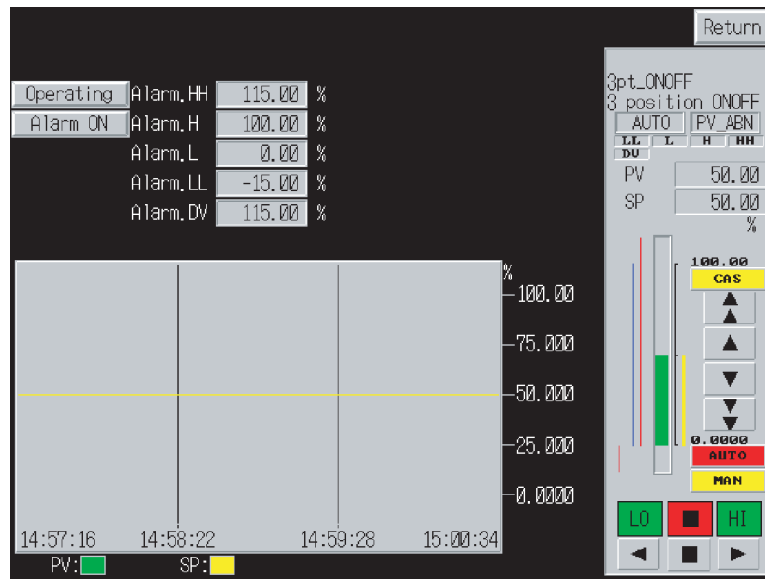 Return
Operating Alarm.HH 115.00 %
Alarm ON Alarm.H 100.00 %
Alarm.L 0.00 %
Alarm.LL -15.00 %
Alarm.DV 115.00 %
3pt_ONOFF
3 position ONOFF
AUTO PV_ABN
LL L H HH
DV
PV 50.00
SP 50.00
%
100.00
CAS
0.0000
AUTO
MAN
LO HI
%
100.00
75.000
50.000
25.000
0.0000
14:57:16 14:58:22 14:59:28 15:00:34
PV: SP: